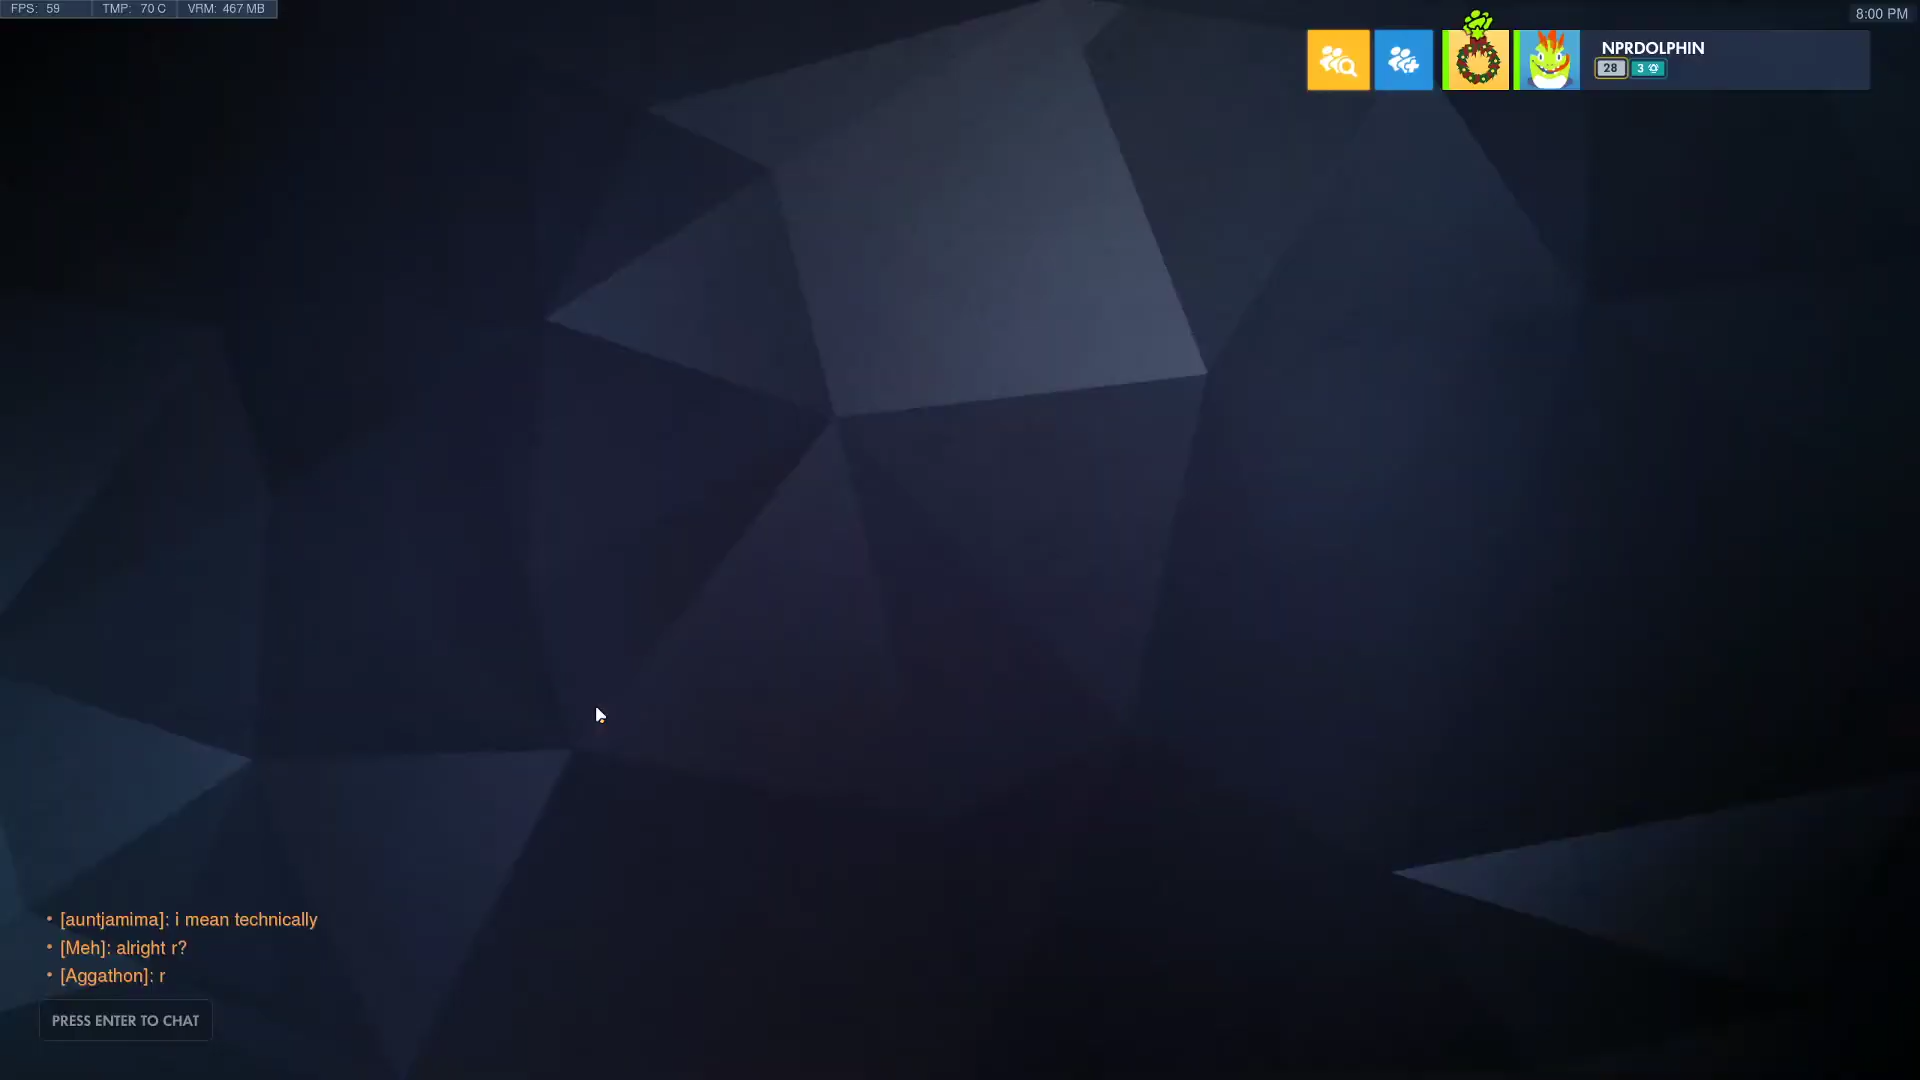 FPS: 59 TMP: 70 C VRM: 467 MB
8:00 PM
NPRDOLPHIN
28 3
[auntjamima]: i mean technically
[Meh]: alright r?
[Aggathon]: r
PRESS ENTER TO CHAT